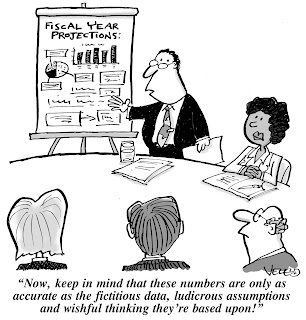 FISCAL YEAR
PROJECTIONS:
"Now, keep in mind that these numbers are only as
accurate as the fictitious data, ludicrous assumptions
and wishful thinking they're based upon!"